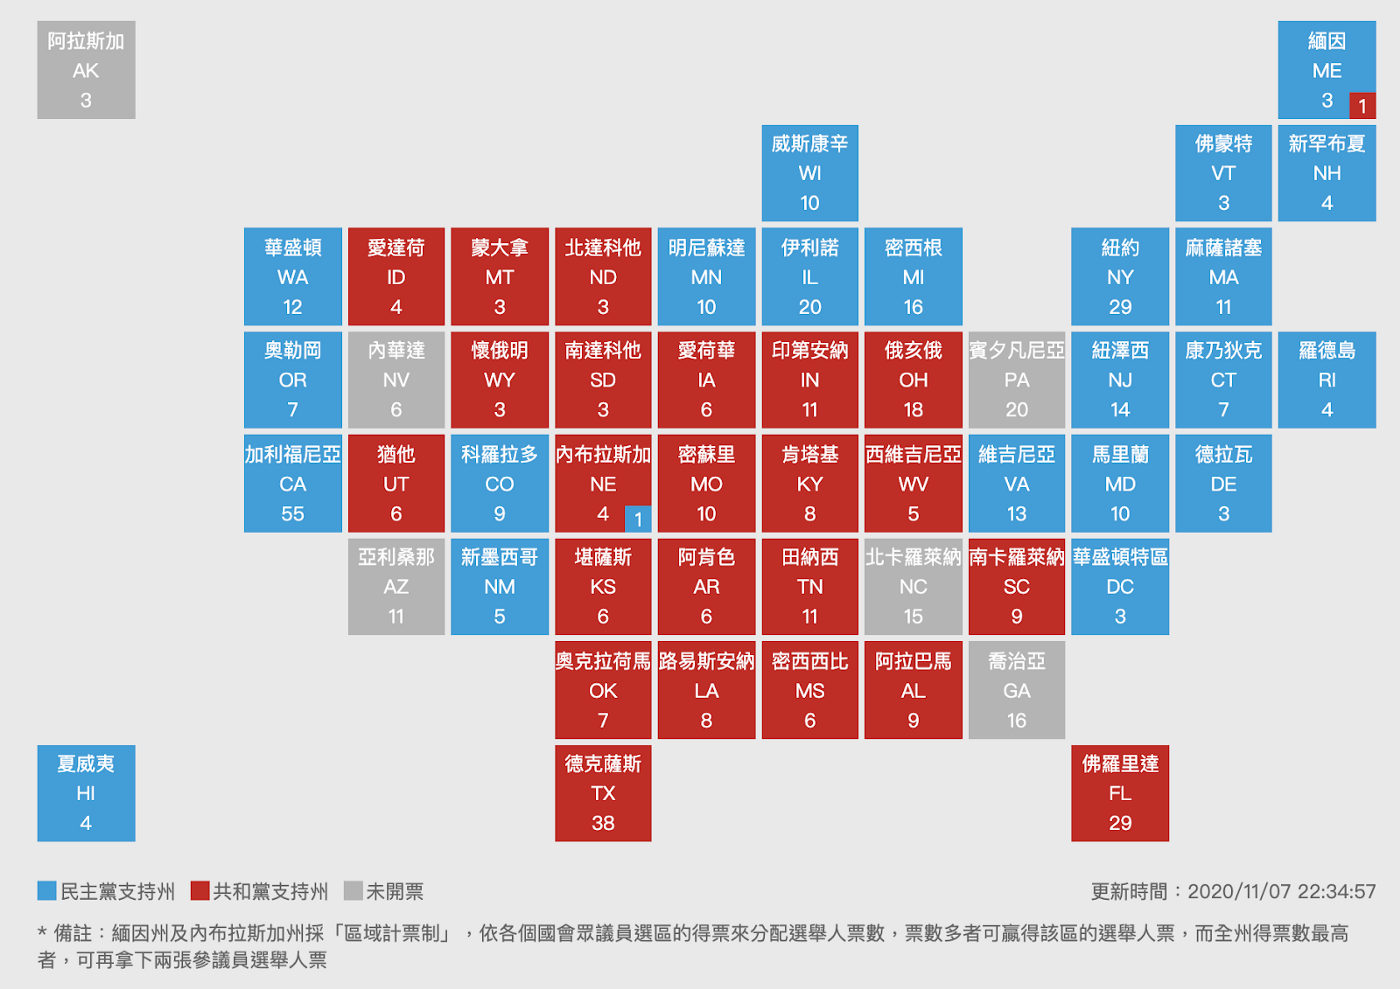 阿拉斯加
AK
3
緬因
ME
3
1
威斯康辛
WI
10
佛蒙特
VT
3
新罕布夏
NH
4
華盛頓
WA
12
愛達荷
ID
4
蒙大拿
MT
3
北達科他
ND
3
明尼蘇達
MN
10
伊利諾
IL
20
密西根
MI
16
紐約
NY
29
麻薩諸塞
MA
11
奧勒岡
OR
7
內華達
NV
6
懷俄明
WY
3
南達科他
SD
3
愛荷華
IA
6
印第安納
IN
11
俄亥俄
OH
18
賓夕凡尼亞
PA
20
紐澤西
NJ
14
康乃狄克
CT
7
羅德島
RI
4
加利福尼亞
CA
55
猶他
UT
6
科羅拉多
CO
9
內布拉斯加
NE
4
1
密蘇里
MO
10
肯塔基
KY
8
西維吉尼亞
WV
5
維吉尼亞
VA
13
馬里蘭
MD
10
德拉瓦
DE
3
亞利桑那
AZ
11
新墨西哥
NM
5
堪薩斯
KS
6
阿肯色
AR
6
田納西
TN
11
北卡羅萊納
NC
15
南卡羅萊納
SC
9
華盛頓特區
DC
3
奧克拉荷馬
OK
7
路易斯安納
LA
8
密西西比
MS
6
阿拉巴馬
AL
9
喬治亞
GA
16
夏威夷
HI
4
德克薩斯
TX
38
佛羅里達
FL
29
民主黨支持州 共和黨支持州 未開票
更新時間：2020/11/07 22:34:57
* 備註：緬因州及內布拉斯加州採「區域計票制」，依各個國會眾議員選區的得票來分配選舉人票數，票數多者可贏得該區的選舉人票，而全州得票數最高
者，可再拿下兩張參議員選舉人票